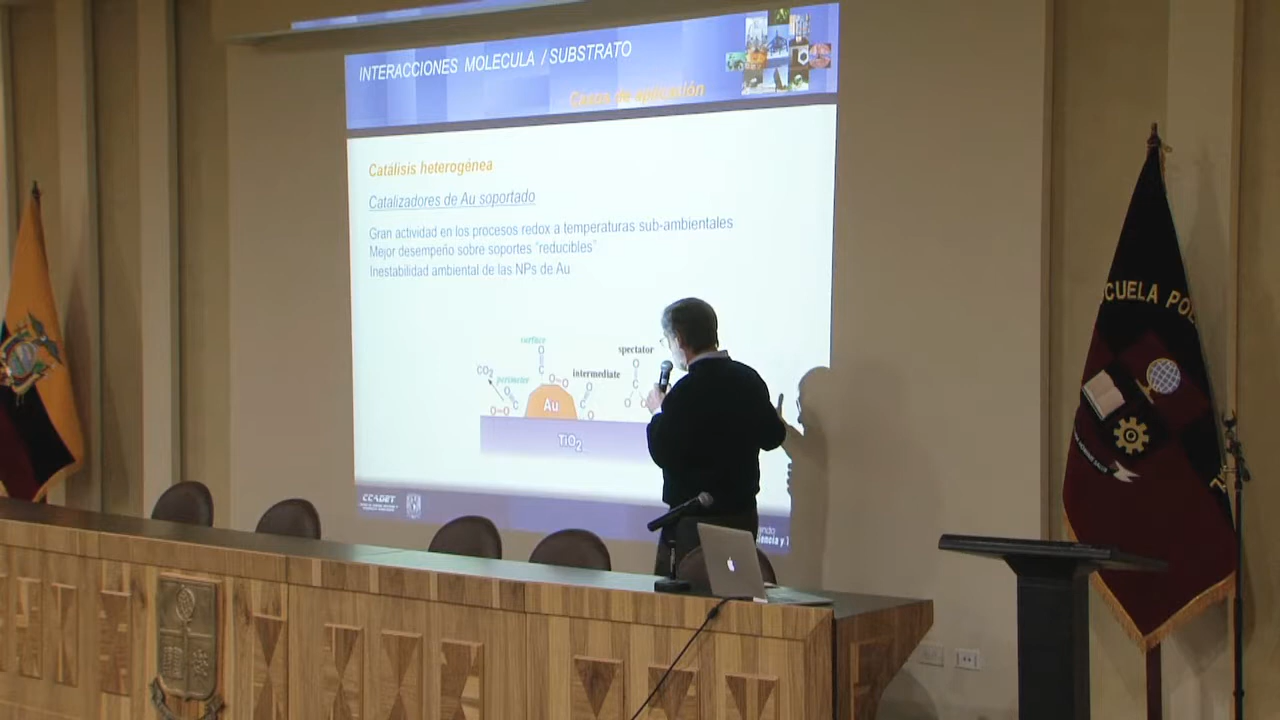 INTERACCIONES MOLECULA / SUBSTRATO
Casos de aplicación
Catálisis heterogénea
Catalizadores de Au soportado
Gran actividad en los procesos redox a temperaturas sub-ambientales
Mejor desempeño sobre soportes "reducibles"
Inestabilidad ambiental de las NPs de Au
surface
spectator
CO2
perimeter
intermediate
Au
TiO2
CCADET
CUELA POL